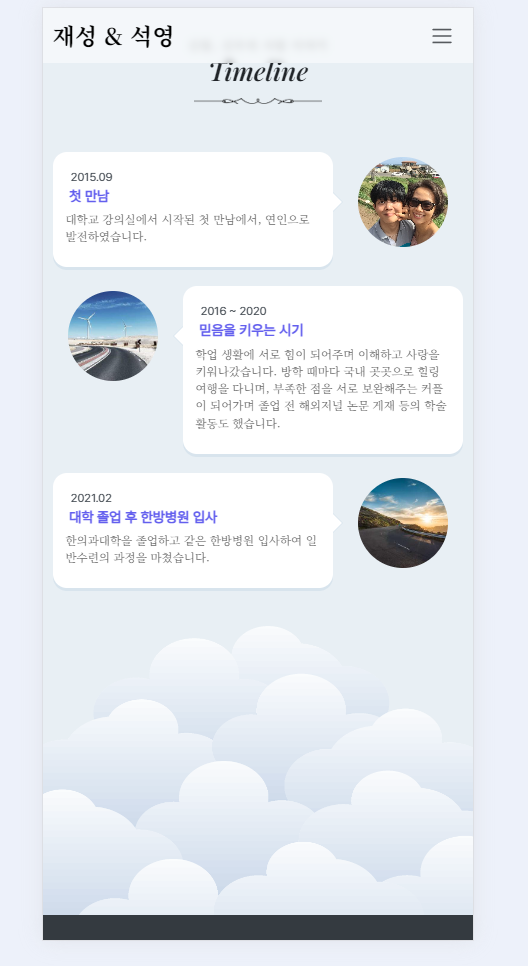 재성 & 석영
Timeline
2015.09
첫 만남
대학교 강의실에서 시작된 첫 만남에서, 연인으로
발전하였습니다.
2016 ~ 2020
믿음을 키우는 시기
학업 생활에 서로 힘이 되어주며 이해하고 사랑을
키워나갔습니다. 방학 때마다 국내 곳곳으로 힐링
여행을 다니며, 부족한 점을 서로 보완해주는 커플
이 되어가며 졸업 전 해외저널 논문 게재 등의 학술
활동도 했습니다.
2021.02
대학 졸업 후 한방병원 입사
한의과대학을 졸업하고 같은 한방병원 입사하여 일
반수련의 과정을 마쳤습니다.